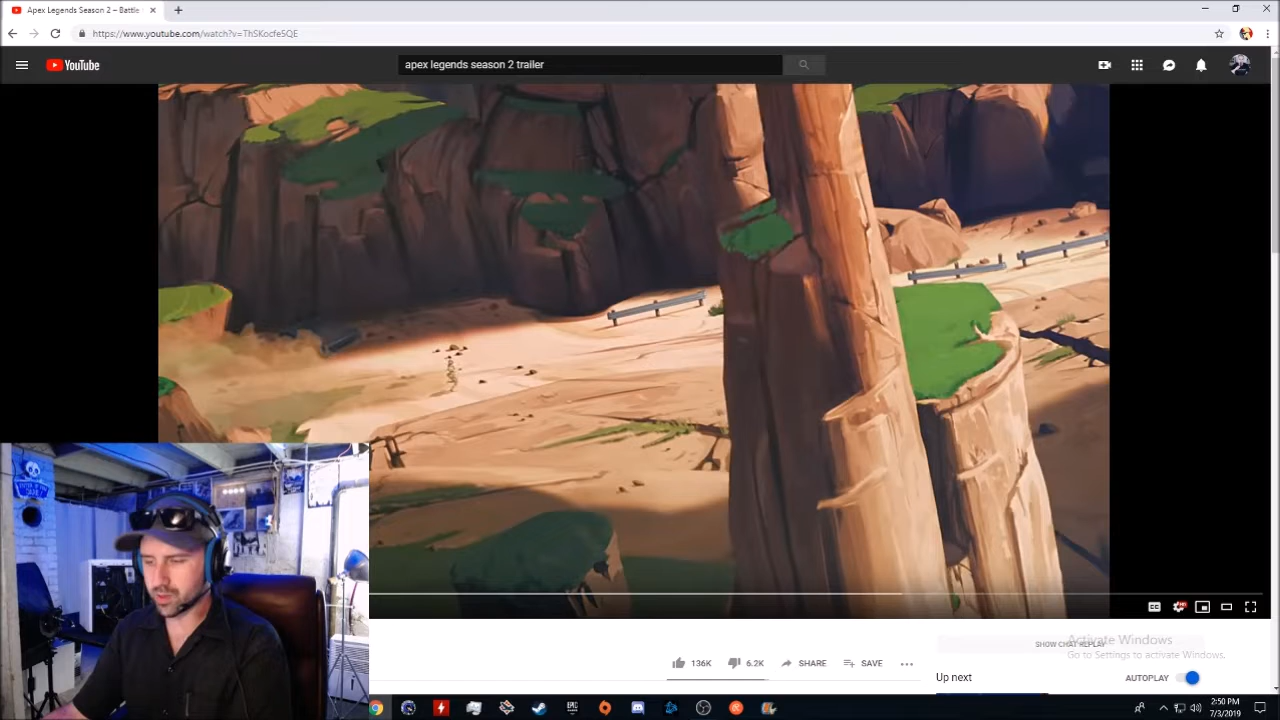 Apex Legends Season 2 – Battle
https://www.youtube.com/watch?v=ThSKocfe5QE
YouTube
apex legends season 2 trailer
CC
136K
6.2K
SHARE
SAVE
SHOW CHAT REPLAY
Activate Windows
Go to Settings to activate Windows.
Up next
AUTOPLAY
2:50 PM
7/3/2019